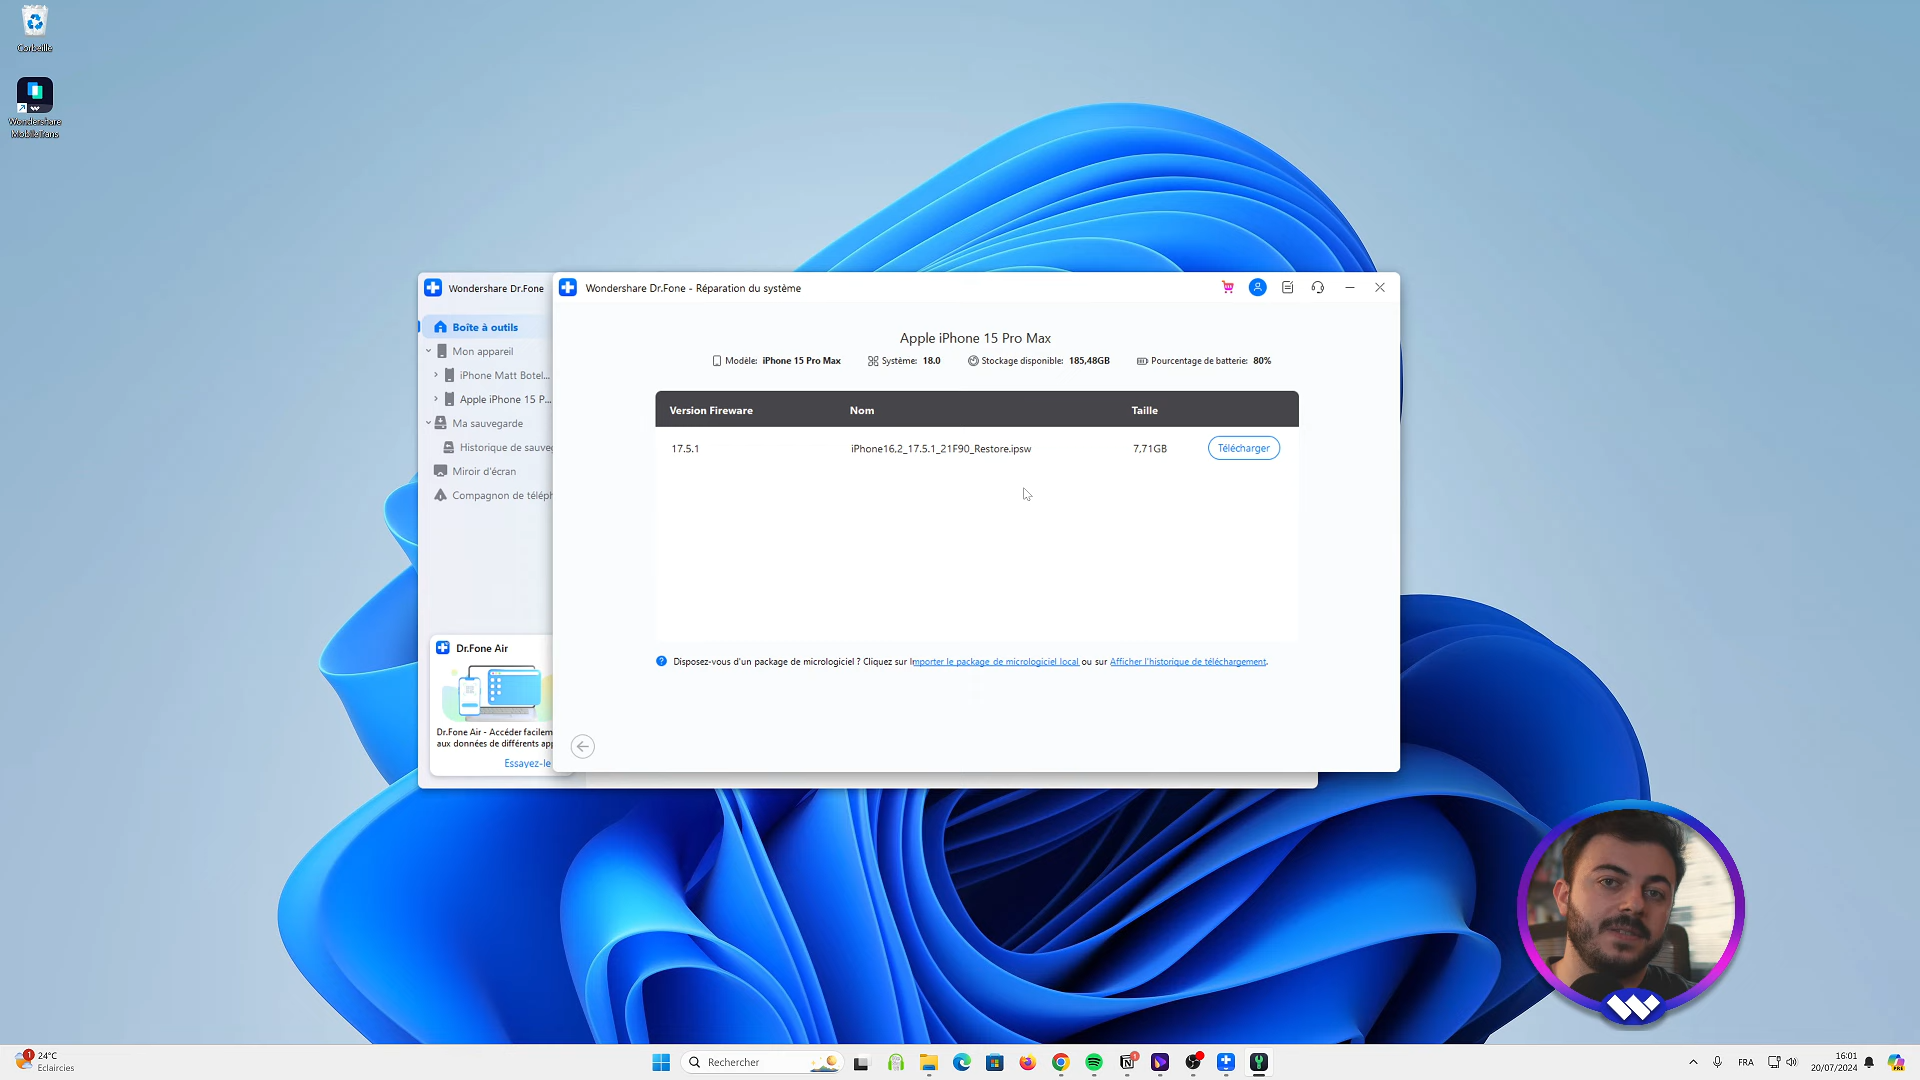 Corbeille
Wondershare
MobileTrans
Wondershare Dr.Fone
Boîte à outils
Mon appareil
iPhone Matt Botel...
Apple iPhone 15 P...
Ma sauvegarde
Historique de sauve
Miroir d'écran
Compagnon de télép
Dr.Fone Air
Dr.Fone Air - Accéder facilem
aux données de différents app
Essayez-le
Wondershare Dr.Fone - Réparation du système
Apple iPhone 15 Pro Max
Modèle: iPhone 15 Pro Max Système: 18.0 Stockage disponible: 185,48GB Pourcentage de batterie: 80%
Version Fireware Nom Taille
17.5.1 iPhone16,2_17.5.1_21F90_Restore.ipsw 7,71GB Télécharger
Disposez-vous d'un package de micrologiciel ? Cliquez sur Importer le package de micrologiciel local ou sur Afficher l'historique de téléchargement.
1
24°C
Eclaircies
Rechercher
FRA
16:01
20/07/2024